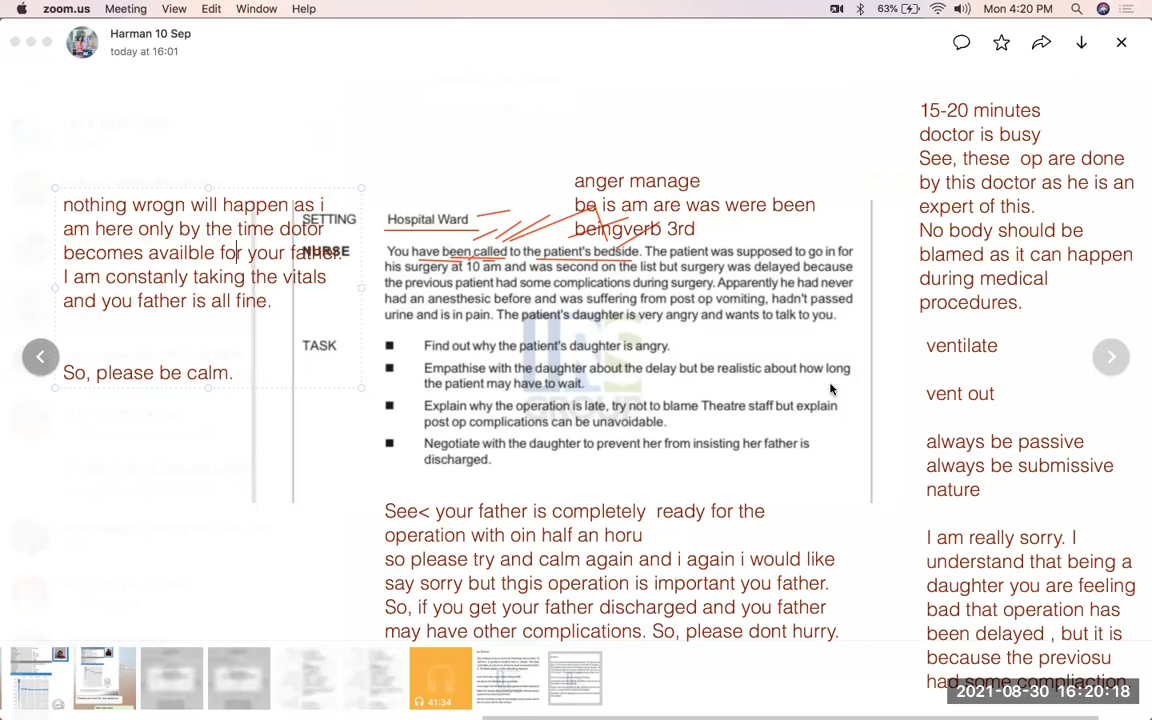 zoom.us Meeting View Edit Window Help 63% Mon 4:20 PM
Harman 10 Sep
today at 16:01
nothing wrogn will happen as i
am here only by the time dotor
becomes availble for your father.
I am constanly taking the vitals
and you father is all fine.
So, please be calm.
anger manage
be is am are was were been
beingverb 3rd
SETTING
Hospital Ward
NURSE
You have been called to the patient's bedside. The patient was supposed to go in for
his surgery at 10 am and was second on the list but surgery was delayed because
the previous patient had some complications during surgery. Apparently he had never
had an anesthesic before and was suffering from post op vomiting, hadn't passed
urine and is in pain. The patient's daughter is very angry and wants to talk to you.
TASK
Find out why the patient's daughter is angry.
Empathise with the daughter about the delay but be realistic about how long
the patient may have to wait.
Explain why the operation is late, try not to blame Theatre staff but explain
post op complications can be unavoidable.
Negotiate with the daughter to prevent her from insisting her father is
discharged.
GROUP
See< your father is completely ready for the
operation with oin half an horu
so please try and calm again and i again i would like
say sorry but thgis operation is important you father.
So, if you get your father discharged and you father
may have other complications. So, please dont hurry.
15-20 minutes
doctor is busy
See, these op are done
by this doctor as he is an
expert of this.
No body should be
blamed as it can happen
during medical
procedures.
ventilate
vent out
always be passive
always be submissive
nature
I am really sorry. I
understand that being a
daughter you are feeling
bad that operation has
been delayed , but it is
because the previosu
had some compliaction
41:34
2021-08-30 16:20:18